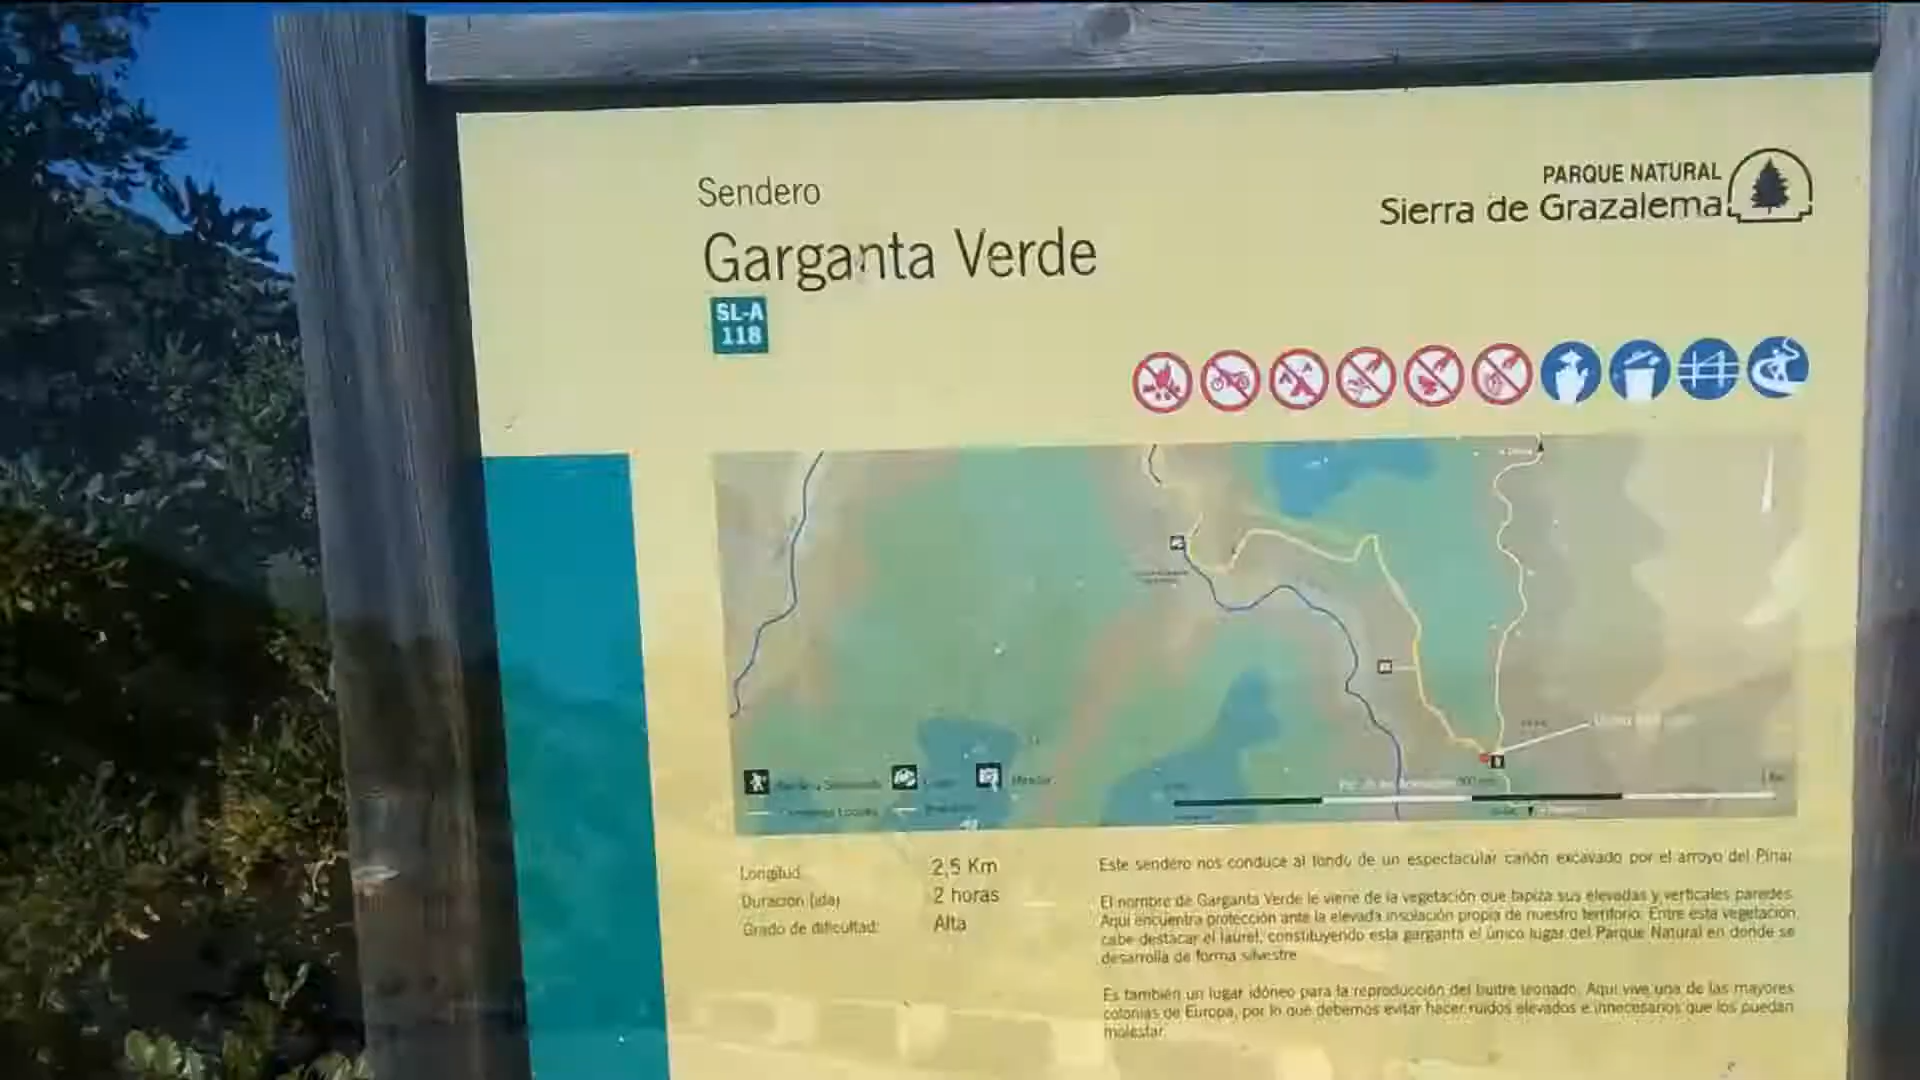 Sendero
Garganta Verde
SL-A
118
PARQUE NATURAL
Sierra de Grazalema
Mirador
Longitud
2,5 Km
Duración (ida)
2 horas
Grado de dificultad:
Alta
Este sendero nos conduce al fondo de un espectacular cañón excavado por el arroyo del Pinar
El nombre de Garganta Verde le viene de la vegetación que tapiza sus elevadas y verticales paredes.
Aquí encuentra protección ante la elevada insolación propia de nuestro territorio. Entre esta vegetación,
cabe destacar el laurel, constituyendo esta garganta el único lugar del Parque Natural en donde se
desarrolla de forma silvestre
Es también un lugar idóneo para la reproducción del buitre leonado. Aquí vive una de las mayores
colonias de Europa, por lo que debemos evitar hacer ruidos elevados e innecesarios que los puedan
molestar.